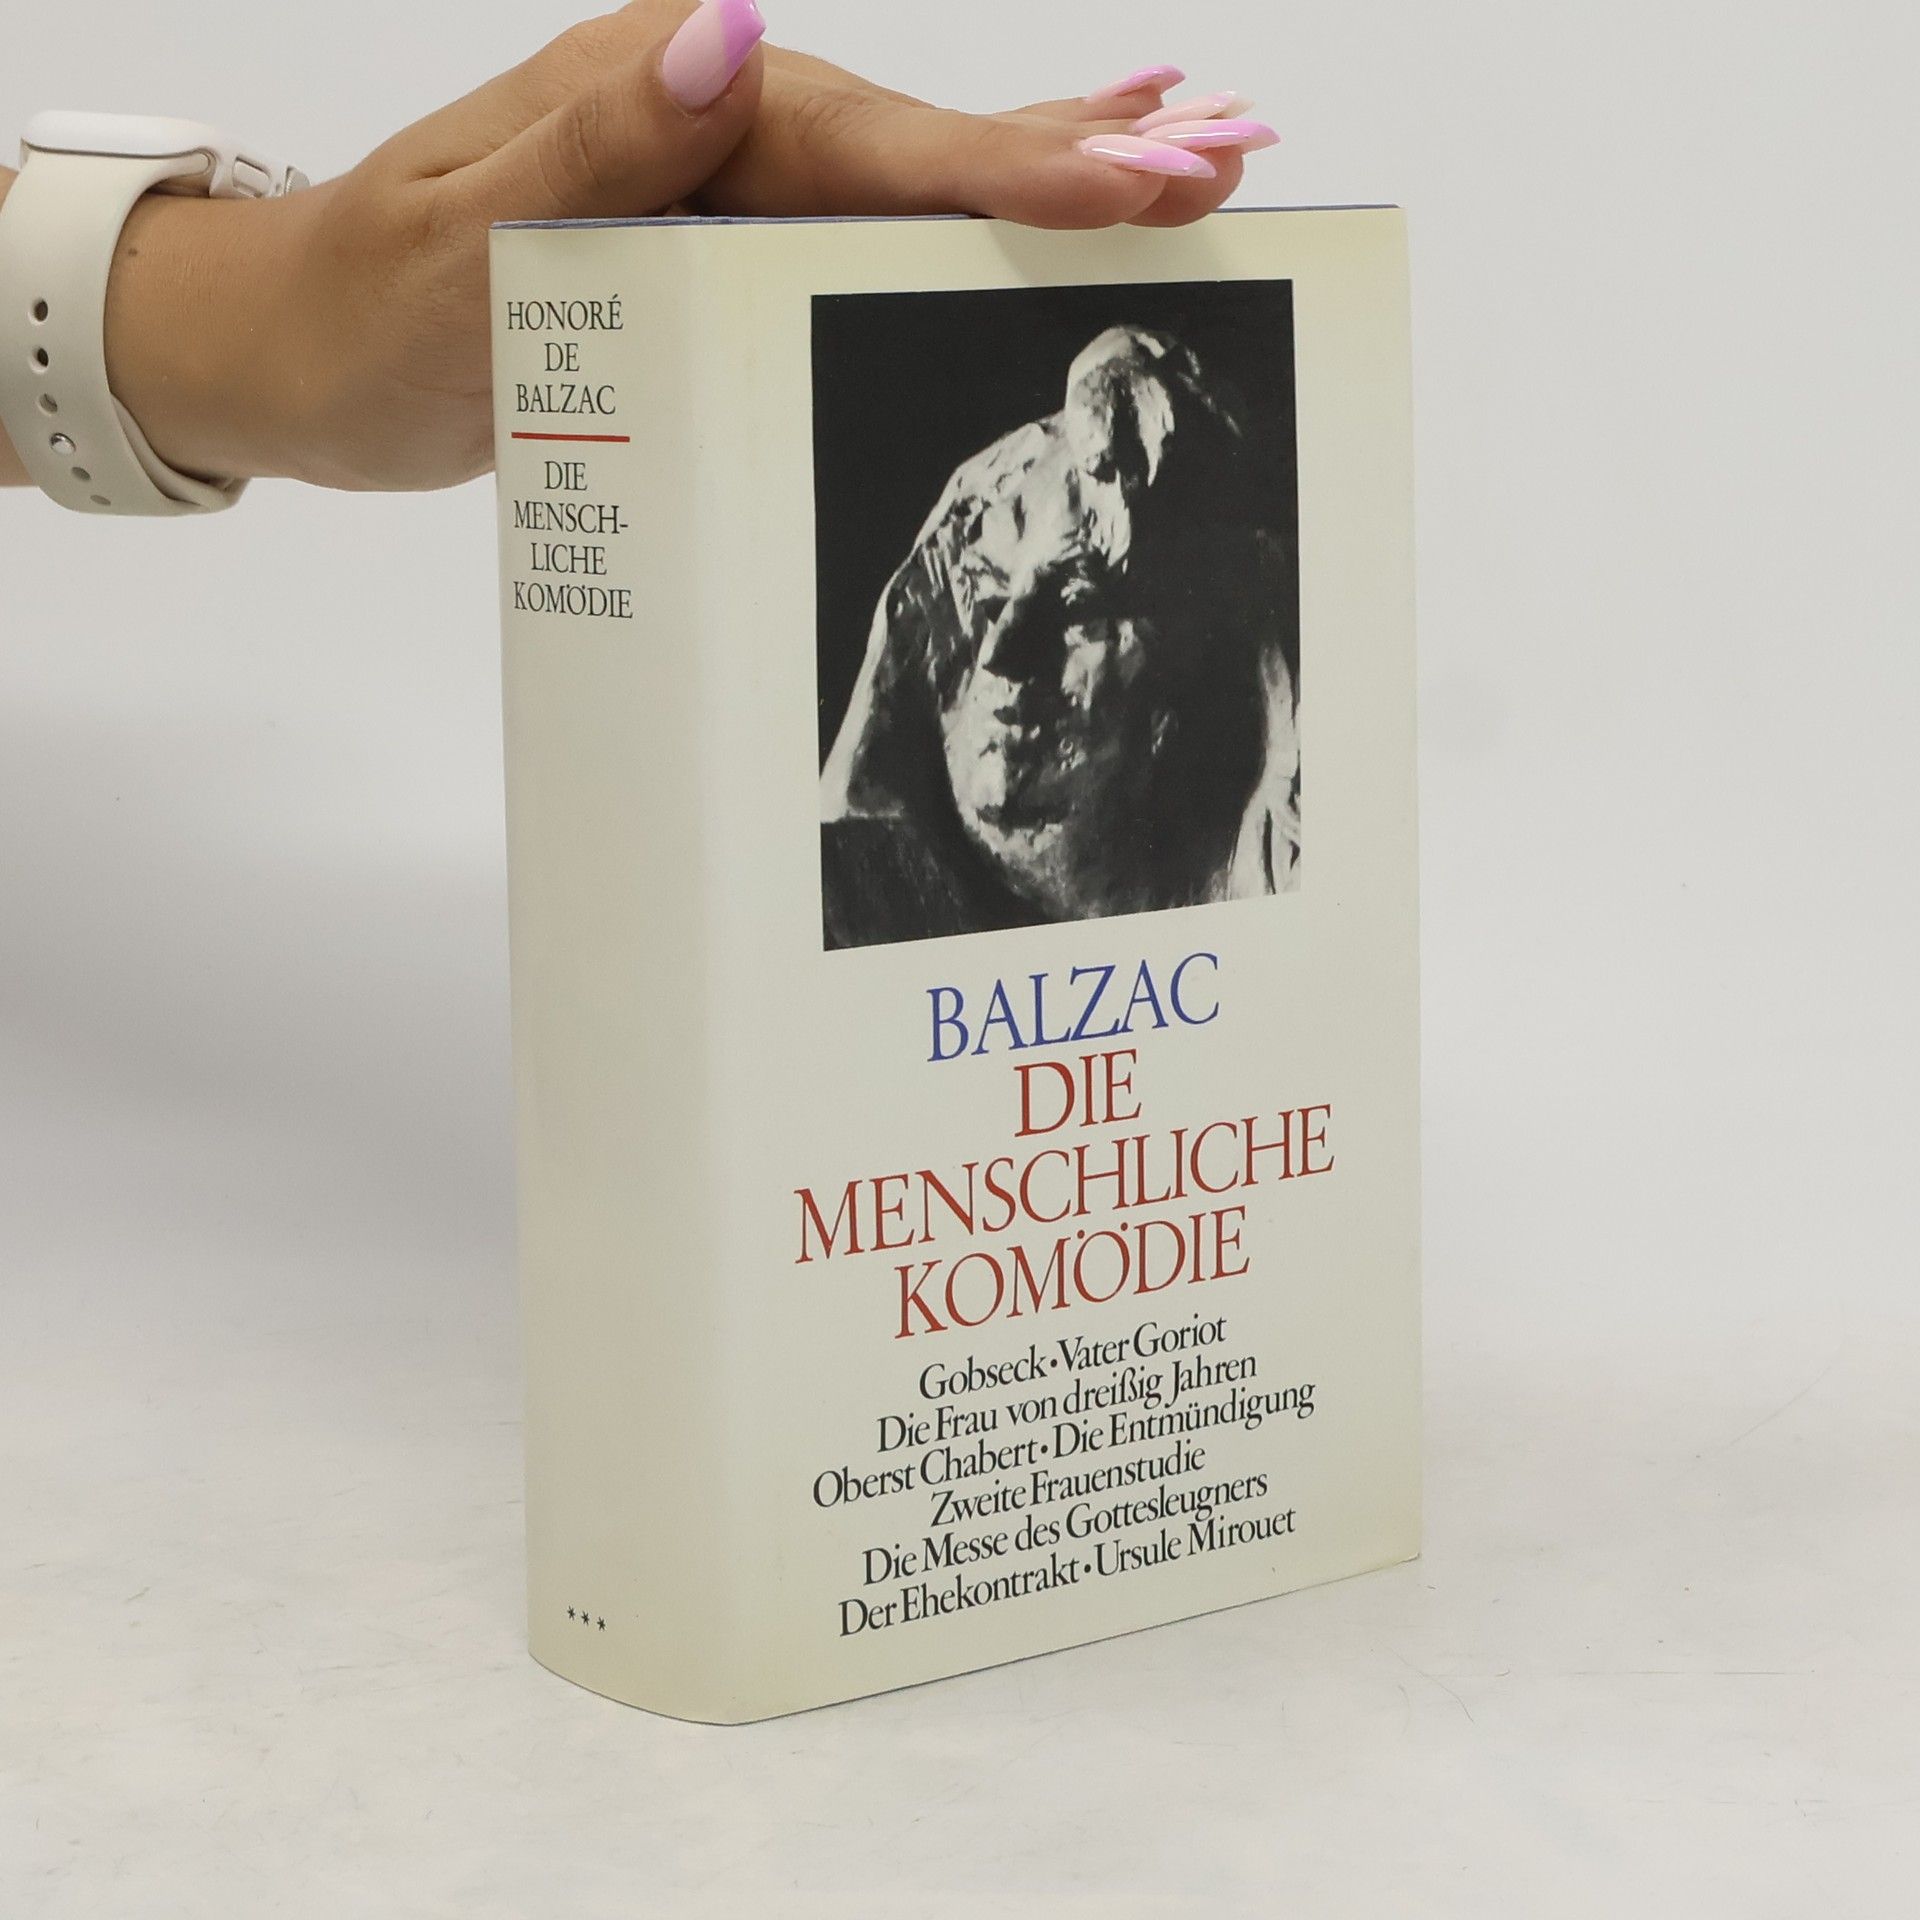 HONORÉ
DE
BALZAC
DIE
MENSCH-
LICHE
KOMÖDIE
***
BALZAC
DIE
MENSCHLICHE
KOMÖDIE
Gobseck•Vater Goriot
Die Frau von dreißig Jahren
Oberst Chabert•Die Entmündigung
Zweite Frauenstudie
Die Messe des Gottesleugners
Der Ehekontrakt•Ursule Mirouet